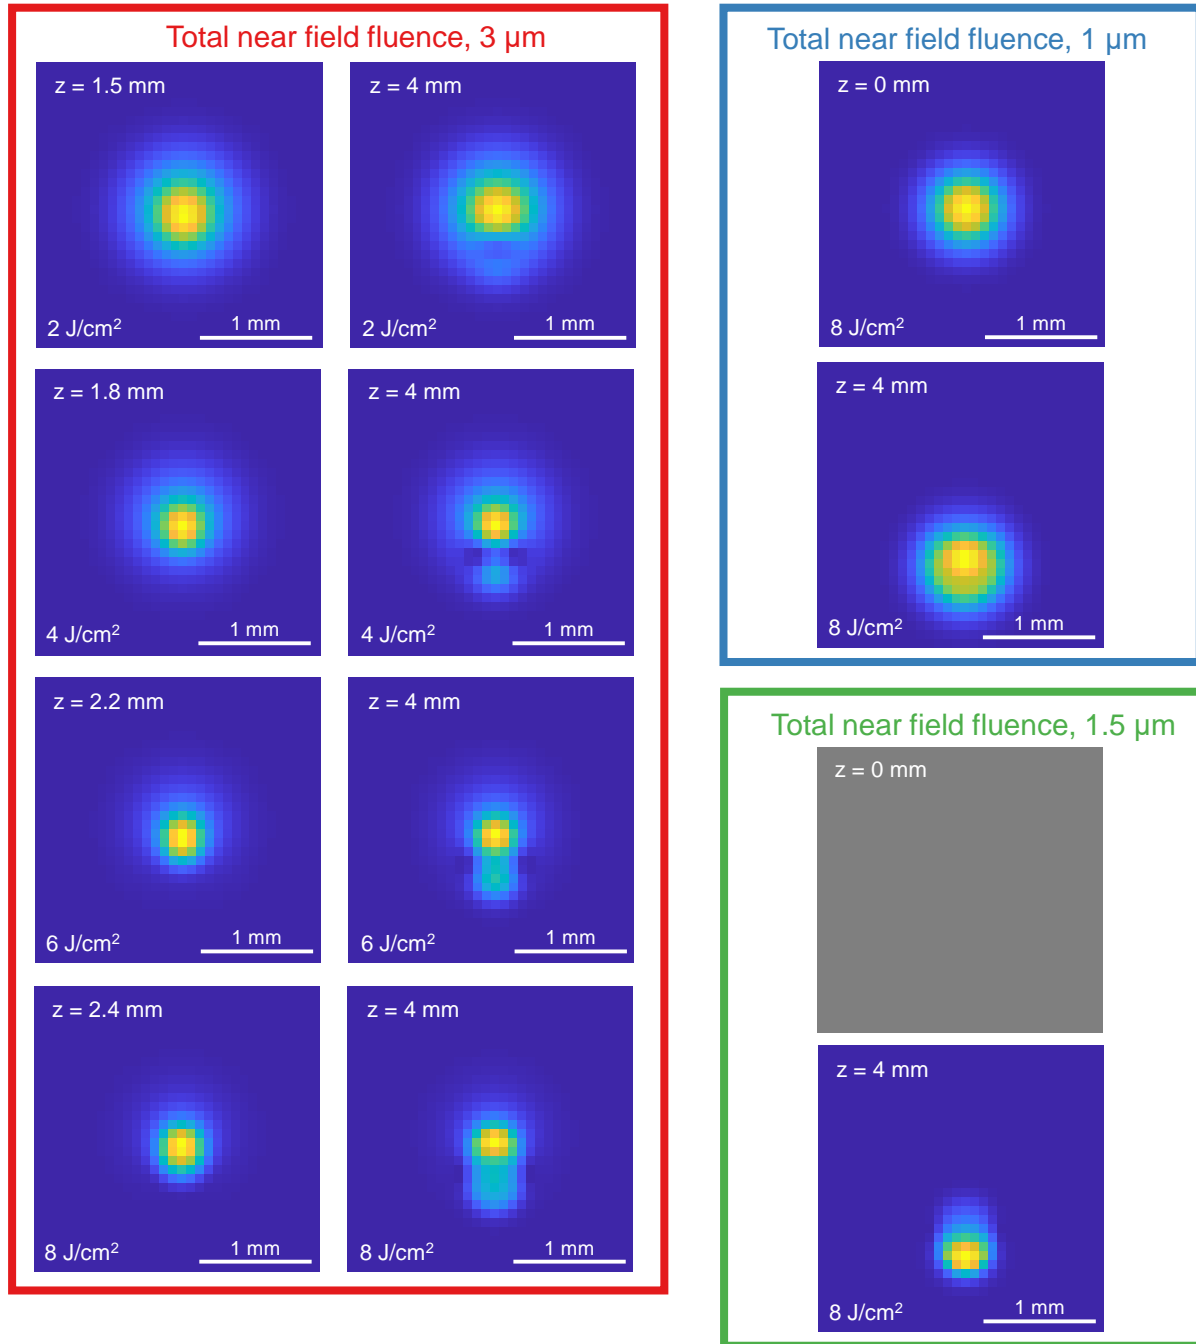 Total near field fluence, 3 µm
z = 1.5 mm
2 J/cm²
1 mm
z = 4 mm
2 J/cm²
1 mm
z = 1.8 mm
4 J/cm²
1 mm
z = 4 mm
4 J/cm²
1 mm
z = 2.2 mm
6 J/cm²
1 mm
z = 4 mm
6 J/cm²
1 mm
z = 2.4 mm
8 J/cm²
1 mm
z = 4 mm
8 J/cm²
1 mm
Total near field fluence, 1 µm
z = 0 mm
8 J/cm²
1 mm
z = 4 mm
8 J/cm²
1 mm
Total near field fluence, 1.5 µm
z = 0 mm
z = 4 mm
8 J/cm²
1 mm